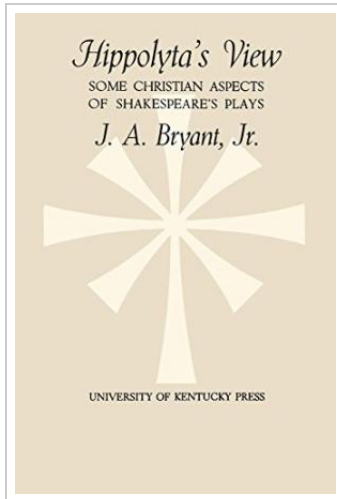 Hippolyta's View
SOME CHRISTIAN ASPECTS
OF SHAKESPEARE'S PLAYS
J. A. Bryant, Jr.
UNIVERSITY OF KENTUCKY PRESS